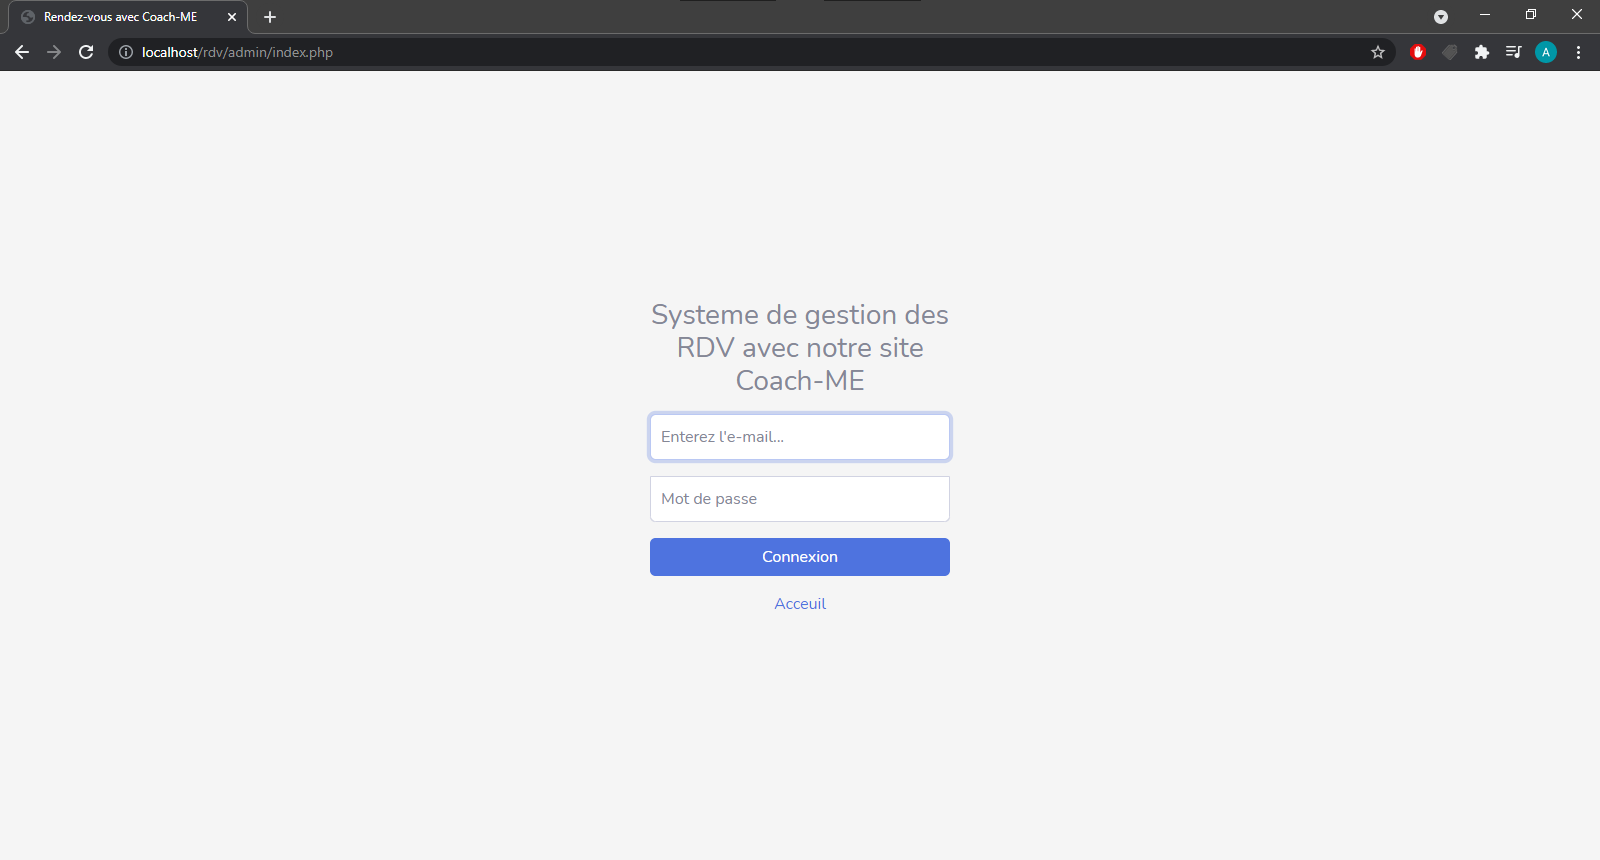 Rendez-vous avec Coach-ME
localhost/rdv/admin/index.php
A
Systeme de gestion des
RDV avec notre site
Coach-ME
Enterez l'e-mail...
Mot de passe
Connexion
Acceuil